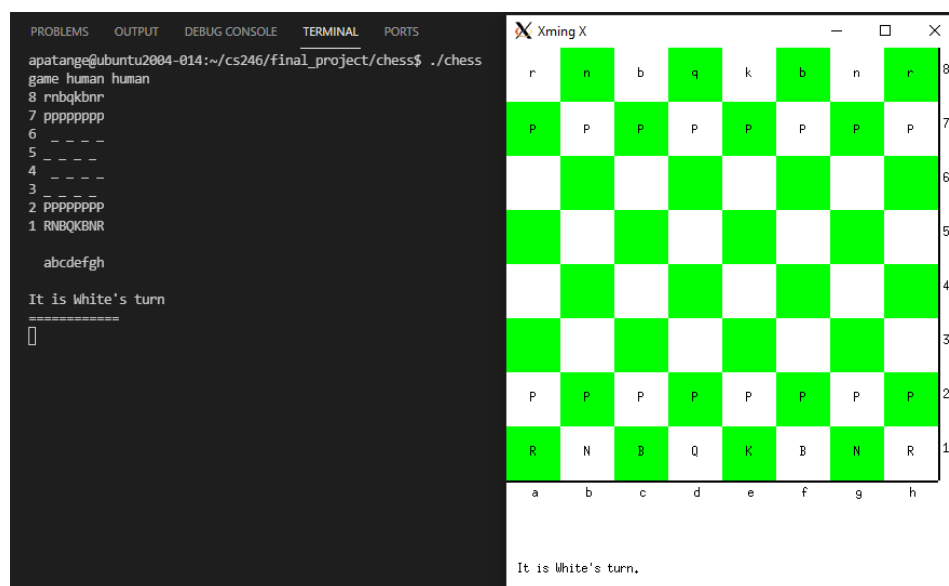 PROBLEMS OUTPUT DEBUG CONSOLE TERMINAL PORTS
apatange@ubuntu2004-014:~/cs246/final_project/chess$ ./chess
game human human
8 rnbqkbnr
7 pppppppp
6  _ _ _ _
5 _ _ _ _
4  _ _ _ _
3 _ _ _ _
2 PPPPPPPP
1 RNBQKBNR
abcdefgh
It is White's turn
============
Xming X
r n b q k b n r 8
p p p p p p p p 7
6
5
4
3
P P P P P P P P 2
R N B Q K B N R 1
a b c d e f g h
It is White's turn.